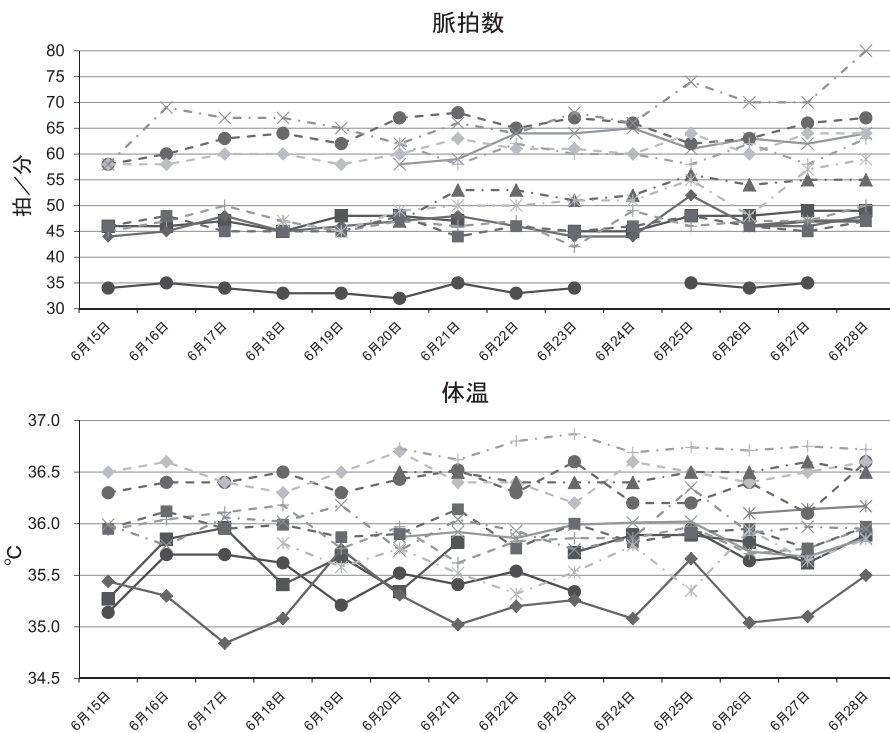 脈拍数
拍／分
80
75
70
65
60
55
50
45
40
35
30
6月15日
6月16日
6月17日
6月18日
6月19日
6月20日
6月21日
6月22日
6月23日
6月24日
6月25日
6月26日
6月27日
6月28日
体温
℃
37.0
36.5
36.0
35.5
35.0
34.5
6月15日
6月16日
6月17日
6月18日
6月19日
6月20日
6月21日
6月22日
6月23日
6月24日
6月25日
6月26日
6月27日
6月28日